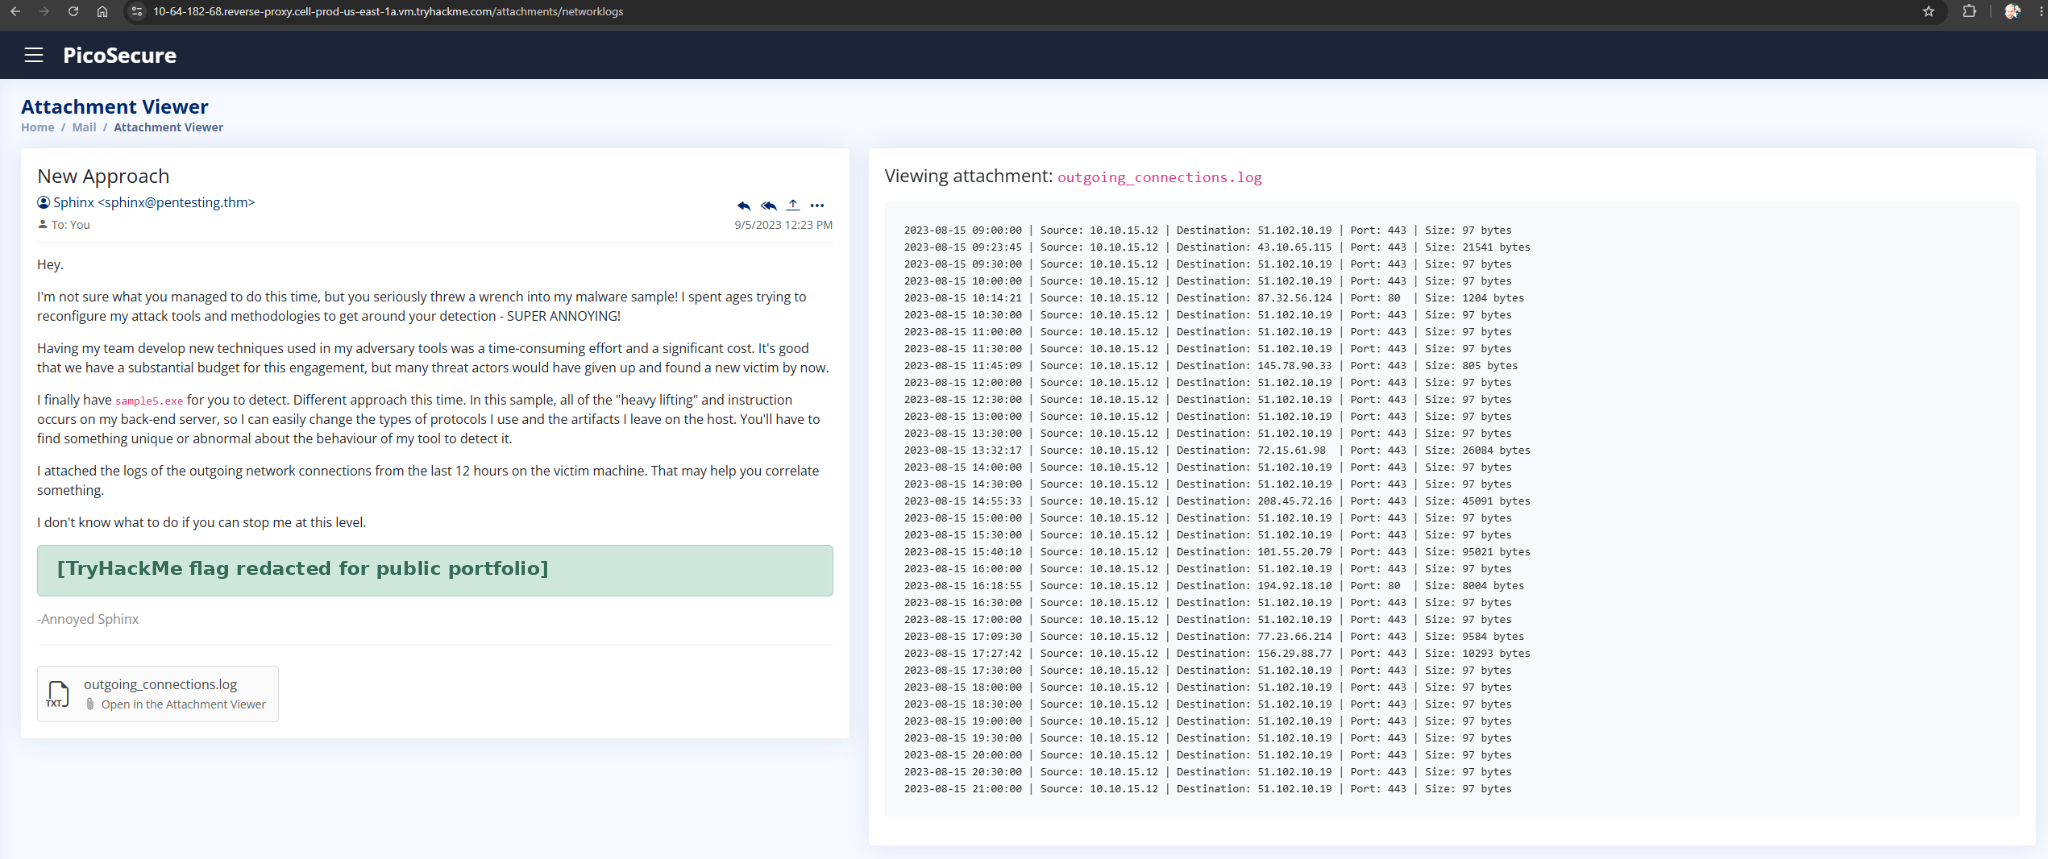 10-64-182-68.reverse-proxy.cell-prod-us-east-1a.vm.tryhackme.com/attachments/networklogs
PicoSecure
Attachment Viewer
Home / Mail / Attachment Viewer
New Approach
Sphinx <sphinx@pentesting.thm>
To: You
9/5/2023 12:23 PM
Hey.
I'm not sure what you managed to do this time, but you seriously threw a wrench into my malware sample! I spent ages trying to
reconfigure my attack tools and methodologies to get around your detection - SUPER ANNOYING!
Having my team develop new techniques used in my adversary tools was a time-consuming effort and a significant cost. It's good
that we have a substantial budget for this engagement, but many threat actors would have given up and found a new victim by now.
I finally have sample5.exe for you to detect. Different approach this time. In this sample, all of the "heavy lifting" and instruction
occurs on my back-end server, so I can easily change the types of protocols I use and the artifacts I leave on the host. You'll have to
find something unique or abnormal about the behaviour of my tool to detect it.
I attached the logs of the outgoing network connections from the last 12 hours on the victim machine. That may help you correlate
something.
I don't know what to do if you can stop me at this level.
[TryHackMe flag redacted for public portfolio]
-Annoyed Sphinx
TXT
outgoing_connections.log
Open in the Attachment Viewer
Viewing attachment: outgoing_connections.log
2023-08-15 09:00:00 | Source: 10.10.15.12 | Destination: 51.102.10.19 | Port: 443 | Size: 97 bytes
2023-08-15 09:23:45 | Source: 10.10.15.12 | Destination: 43.10.65.115 | Port: 443 | Size: 21541 bytes
2023-08-15 09:30:00 | Source: 10.10.15.12 | Destination: 51.102.10.19 | Port: 443 | Size: 97 bytes
2023-08-15 10:00:00 | Source: 10.10.15.12 | Destination: 51.102.10.19 | Port: 443 | Size: 97 bytes
2023-08-15 10:14:21 | Source: 10.10.15.12 | Destination: 87.32.56.124 | Port: 80 | Size: 1204 bytes
2023-08-15 10:30:00 | Source: 10.10.15.12 | Destination: 51.102.10.19 | Port: 443 | Size: 97 bytes
2023-08-15 11:00:00 | Source: 10.10.15.12 | Destination: 51.102.10.19 | Port: 443 | Size: 97 bytes
2023-08-15 11:30:00 | Source: 10.10.15.12 | Destination: 51.102.10.19 | Port: 443 | Size: 97 bytes
2023-08-15 11:45:09 | Source: 10.10.15.12 | Destination: 145.78.90.33 | Port: 443 | Size: 805 bytes
2023-08-15 12:00:00 | Source: 10.10.15.12 | Destination: 51.102.10.19 | Port: 443 | Size: 97 bytes
2023-08-15 12:30:00 | Source: 10.10.15.12 | Destination: 51.102.10.19 | Port: 443 | Size: 97 bytes
2023-08-15 13:00:00 | Source: 10.10.15.12 | Destination: 51.102.10.19 | Port: 443 | Size: 97 bytes
2023-08-15 13:30:00 | Source: 10.10.15.12 | Destination: 51.102.10.19 | Port: 443 | Size: 97 bytes
2023-08-15 13:32:17 | Source: 10.10.15.12 | Destination: 72.15.61.98 | Port: 443 | Size: 26084 bytes
2023-08-15 14:00:00 | Source: 10.10.15.12 | Destination: 51.102.10.19 | Port: 443 | Size: 97 bytes
2023-08-15 14:30:00 | Source: 10.10.15.12 | Destination: 51.102.10.19 | Port: 443 | Size: 97 bytes
2023-08-15 14:55:33 | Source: 10.10.15.12 | Destination: 208.45.72.16 | Port: 443 | Size: 45091 bytes
2023-08-15 15:00:00 | Source: 10.10.15.12 | Destination: 51.102.10.19 | Port: 443 | Size: 97 bytes
2023-08-15 15:30:00 | Source: 10.10.15.12 | Destination: 51.102.10.19 | Port: 443 | Size: 97 bytes
2023-08-15 15:40:10 | Source: 10.10.15.12 | Destination: 101.55.20.79 | Port: 443 | Size: 95021 bytes
2023-08-15 16:00:00 | Source: 10.10.15.12 | Destination: 51.102.10.19 | Port: 443 | Size: 97 bytes
2023-08-15 16:18:55 | Source: 10.10.15.12 | Destination: 194.92.18.10 | Port: 80 | Size: 8004 bytes
2023-08-15 16:30:00 | Source: 10.10.15.12 | Destination: 51.102.10.19 | Port: 443 | Size: 97 bytes
2023-08-15 17:00:00 | Source: 10.10.15.12 | Destination: 51.102.10.19 | Port: 443 | Size: 97 bytes
2023-08-15 17:09:30 | Source: 10.10.15.12 | Destination: 77.23.66.214 | Port: 443 | Size: 9584 bytes
2023-08-15 17:27:42 | Source: 10.10.15.12 | Destination: 156.29.88.77 | Port: 443 | Size: 10293 bytes
2023-08-15 17:30:00 | Source: 10.10.15.12 | Destination: 51.102.10.19 | Port: 443 | Size: 97 bytes
2023-08-15 18:00:00 | Source: 10.10.15.12 | Destination: 51.102.10.19 | Port: 443 | Size: 97 bytes
2023-08-15 18:30:00 | Source: 10.10.15.12 | Destination: 51.102.10.19 | Port: 443 | Size: 97 bytes
2023-08-15 19:00:00 | Source: 10.10.15.12 | Destination: 51.102.10.19 | Port: 443 | Size: 97 bytes
2023-08-15 19:30:00 | Source: 10.10.15.12 | Destination: 51.102.10.19 | Port: 443 | Size: 97 bytes
2023-08-15 20:00:00 | Source: 10.10.15.12 | Destination: 51.102.10.19 | Port: 443 | Size: 97 bytes
2023-08-15 20:30:00 | Source: 10.10.15.12 | Destination: 51.102.10.19 | Port: 443 | Size: 97 bytes
2023-08-15 21:00:00 | Source: 10.10.15.12 | Destination: 51.102.10.19 | Port: 443 | Size: 97 bytes